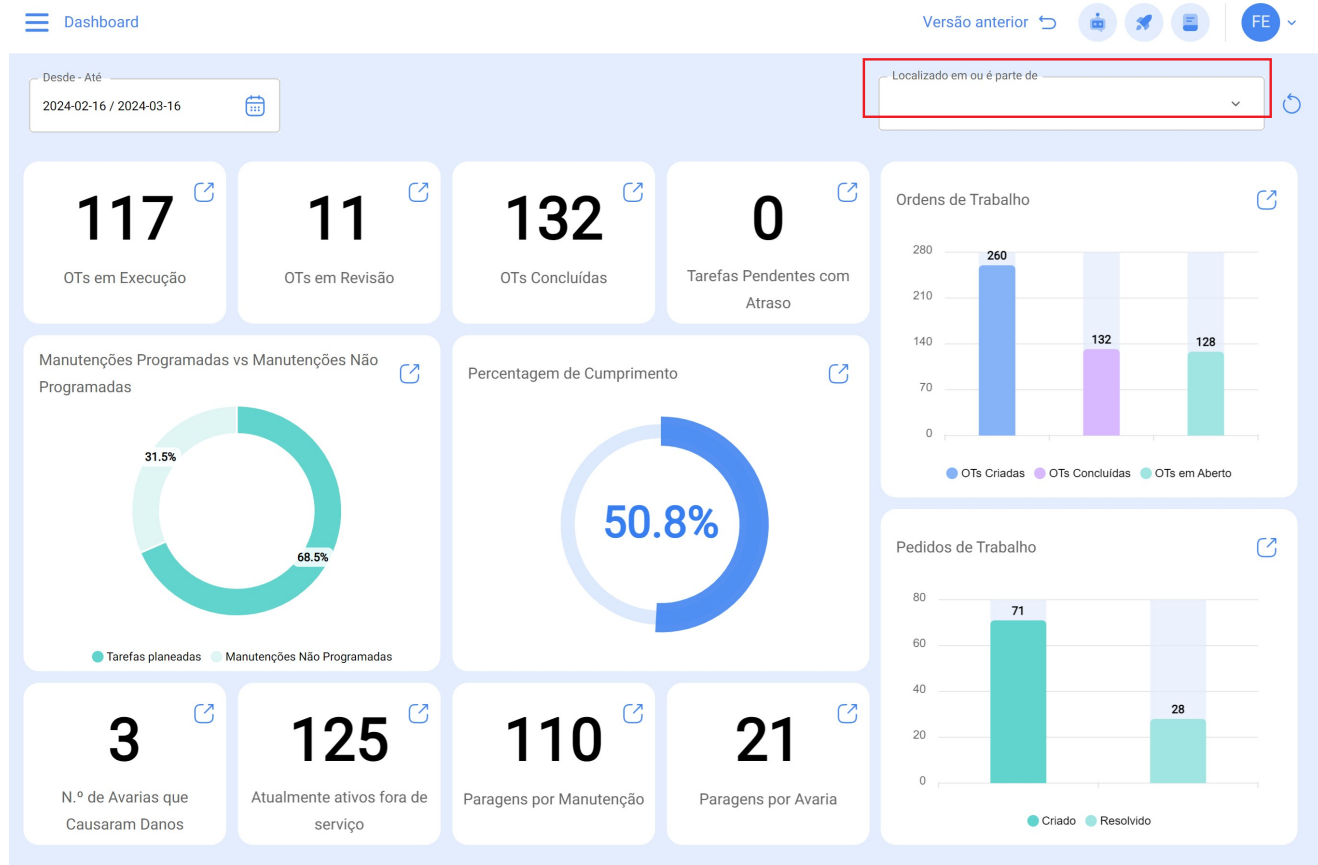 Dashboard
Versão anterior
FE
Desde - Até
2024-02-16 / 2024-03-16
Localizado em ou é parte de
117
OTs em Execução
11
OTs em Revisão
132
OTs Concluídas
0
Tarefas Pendentes com
Atraso
Ordens de Trabalho
280
210
140
70
0
260
132
128
OTs Criadas
OTs Concluídas
OTs em Aberto
Manutenções Programadas vs Manutenções Não
Programadas
31.5%
68.5%
Tarefas planeadas
Manutenções Não Programadas
Percentagem de Cumprimento
50.8%
Pedidos de Trabalho
80
60
40
20
0
71
28
Criado
Resolvido
3
N.º de Avarias que
Causaram Danos
125
Atualmente ativos fora de
serviço
110
Paragens por Manutenção
21
Paragens por Avaria